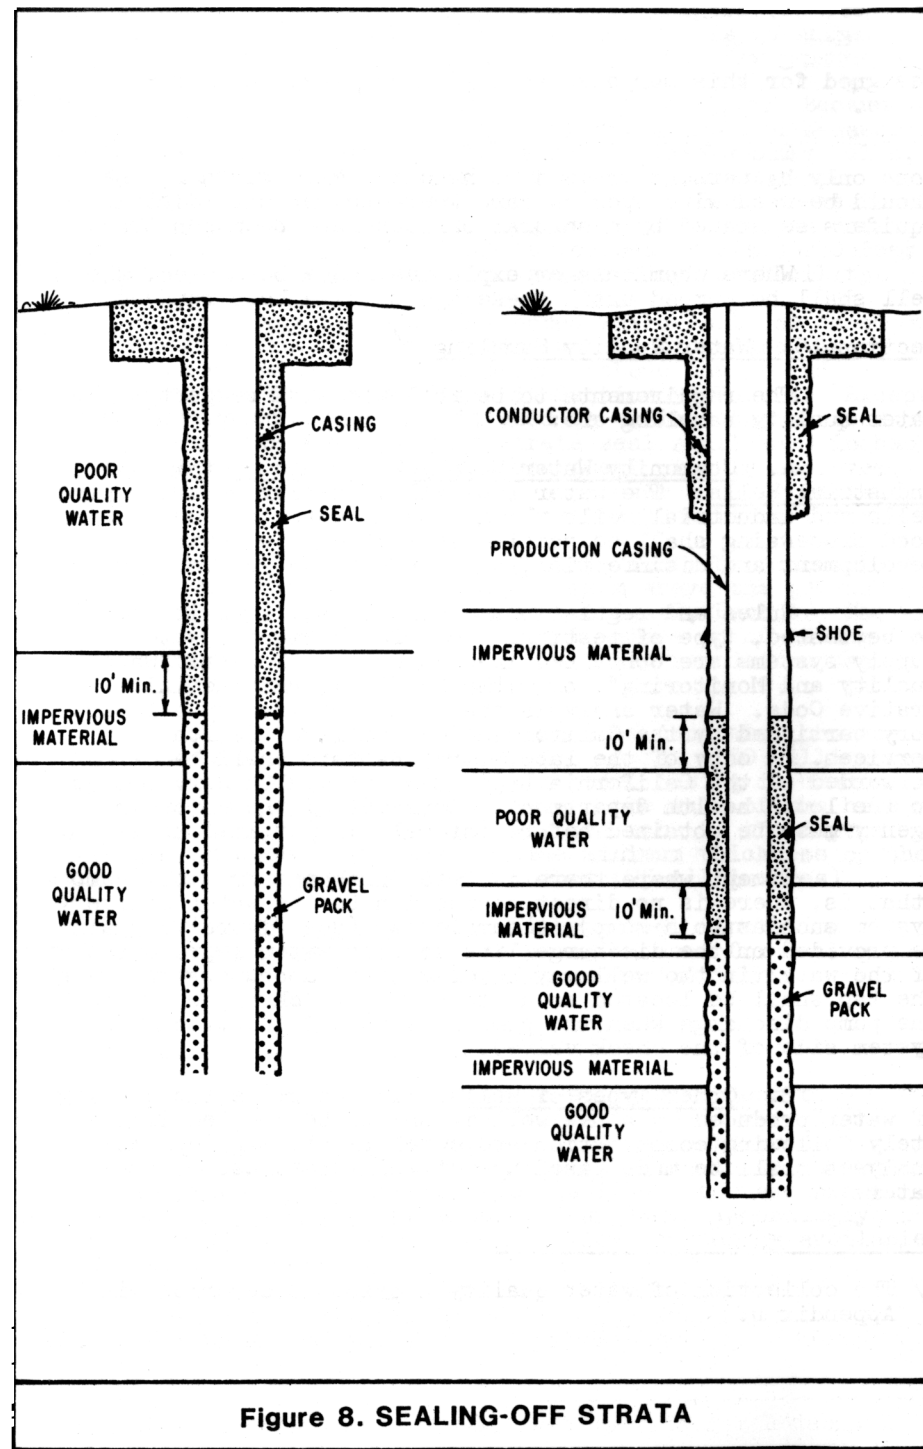 CASING
POOR
QUALITY
WATER
SEAL
10' Min.
IMPERVIOUS
MATERIAL
GOOD
QUALITY
WATER
GRAVEL
PACK
CONDUCTOR CASING
SEAL
PRODUCTION CASING
SHOE
IMPERVIOUS MATERIAL
10' Min.
POOR QUALITY
WATER
SEAL
IMPERVIOUS
MATERIAL
10' Min.
GOOD
QUALITY
WATER
GRAVEL
PACK
IMPERVIOUS MATERIAL
GOOD
QUALITY
WATER
Figure 8. SEALING-OFF STRATA